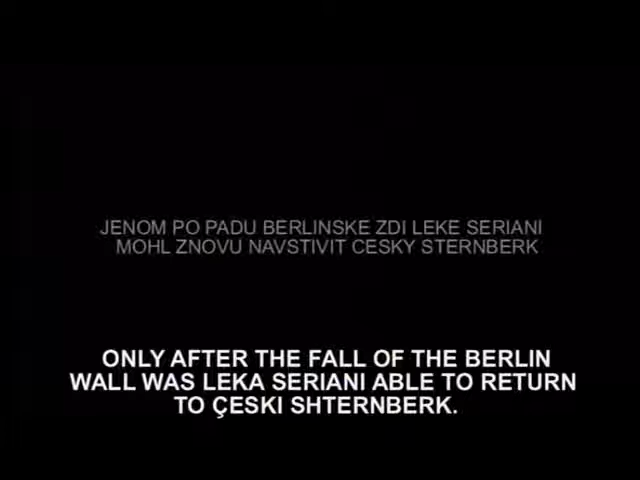 JENOM PO PADU BERLINSKE ZDI LEKE SERIANI
MOHL ZNOVU NAVSTIVIT CESKY STERNBERK
ONLY AFTER THE FALL OF THE BERLIN
WALL WAS LEKA SERIANI ABLE TO RETURN
TO ÇESKI SHTERNBERK.